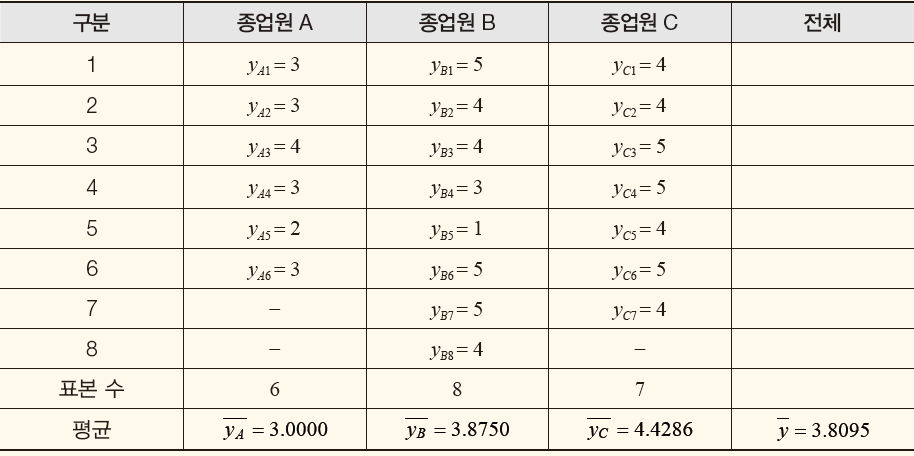 구분 종업원 A 종업원 B 종업원 C 전체
1 y_{A1} = 3 y_{B1} = 5 y_{C1} = 4
2 y_{A2} = 3 y_{B2} = 4 y_{C2} = 4
3 y_{A3} = 4 y_{B3} = 4 y_{C3} = 5
4 y_{A4} = 3 y_{B4} = 3 y_{C4} = 5
5 y_{A5} = 2 y_{B5} = 1 y_{C5} = 4
6 y_{A6} = 3 y_{B6} = 5 y_{C6} = 5
7 – y_{B7} = 5 y_{C7} = 4
8 – y_{B8} = 4 –
표본 수 6 8 7
평균 \overline{y_A} = 3.0000 \overline{y_B} = 3.8750 \overline{y_C} = 4.4286 \overline{y} = 3.8095